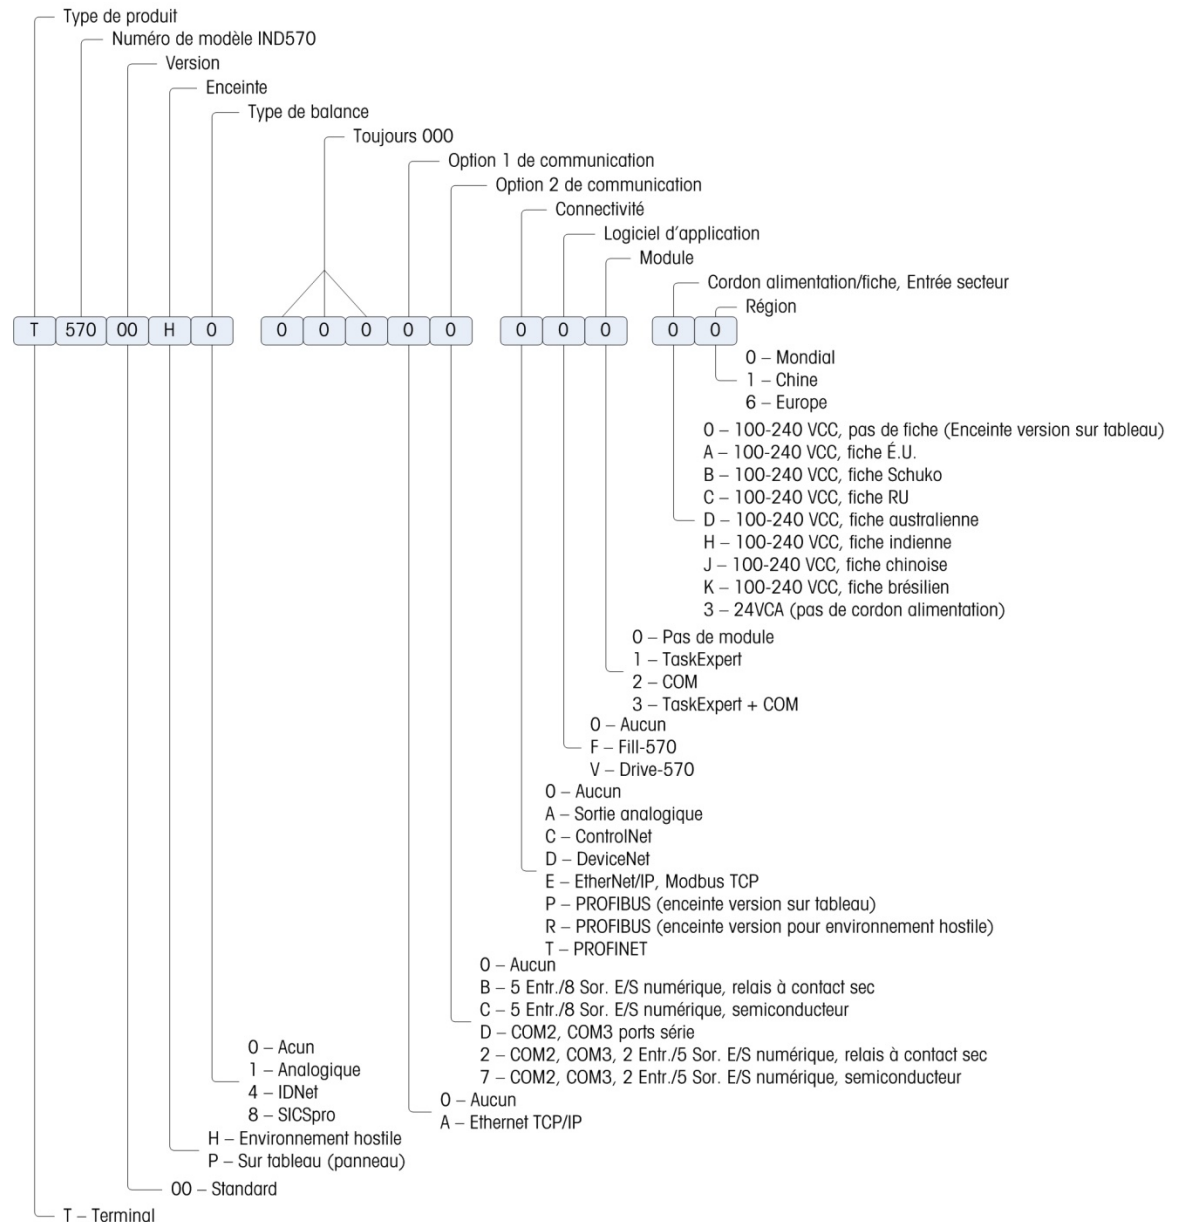 Type de produit
Numéro de modèle IND570
Version
Enceinte
Type de balance
Toujours 000
Option 1 de communication
Option 2 de communication
Connectivité
Logiciel d'application
Module
Cordon alimentation/fiche, Entrée secteur
Région
T 570 00 H 0 0 0 0 0 0 0 0 0 0 0
0 – Mondial
1 – Chine
6 – Europe
0 – 100-240 VCC, pas de fiche (Enceinte version sur tableau)
A – 100-240 VCC, fiche É.U.
B – 100-240 VCC, fiche Schuko
C – 100-240 VCC, fiche RU
D – 100-240 VCC, fiche australienne
H – 100-240 VCC, fiche indienne
J – 100-240 VCC, fiche chinoise
K – 100-240 VCC, fiche brésilien
3 – 24VCA (pas de cordon alimentation)
0 – Pas de module
1 – TaskExpert
2 – COM
3 – TaskExpert + COM
0 – Aucun
F – Fill-570
V – Drive-570
0 – Aucun
A – Sortie analogique
C – ControlNet
D – DeviceNet
E – EtherNet/IP, Modbus TCP
P – PROFIBUS (enceinte version sur tableau)
R – PROFIBUS (enceinte version pour environnement hostile)
T – PROFINET
0 – Aucun
B – 5 Entr./8 Sor. E/S numérique, relais à contact sec
C – 5 Entr./8 Sor. E/S numérique, semiconducteur
D – COM2, COM3 ports série
2 – COM2, COM3, 2 Entr./5 Sor. E/S numérique, relais à contact sec
7 – COM2, COM3, 2 Entr./5 Sor. E/S numérique, semiconducteur
0 – Acun
1 – Analogique
4 – IDNet
8 – SICSpro
0 – Aucun
A – Ethernet TCP/IP
H – Environnement hostile
P – Sur tableau (panneau)
00 – Standard
T – Terminal